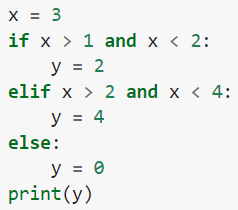 x = 3
if x > 1 and x < 2:
    y = 2
elif x > 2 and x < 4:
    y = 4
else:
    y = 0
print(y)